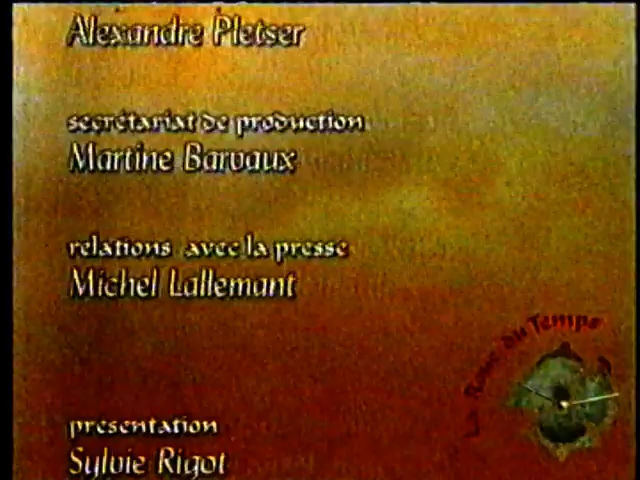 Alexandre Pletser
secrétariat de production
Martine Barvaux
relations avec la presse
Michel Lallemant
La Roue du Temps
présentation
Sylvie Rigot